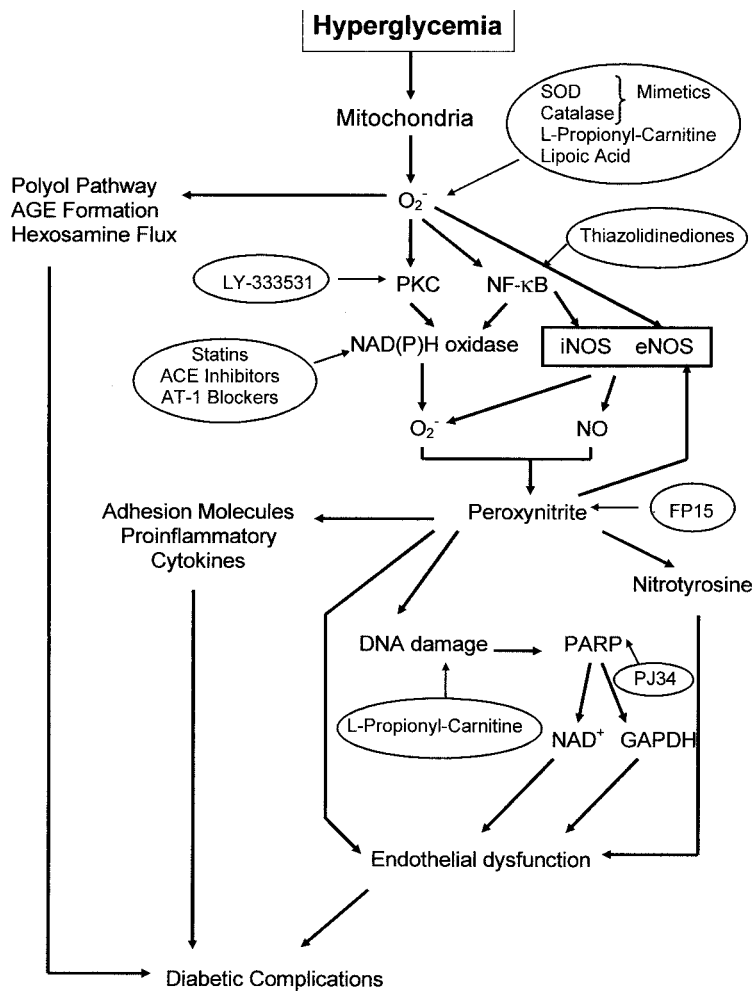 Hyperglycemia
Mitochondria
SOD
Catalase
Mimetics
L-Propionyl-Carnitine
Lipoic Acid
O₂⁻
Polyol Pathway
AGE Formation
Hexosamine Flux
Thiazolidinediones
LY-333531
PKC
NF-κB
Statins
ACE Inhibitors
AT-1 Blockers
NAD(P)H oxidase
iNOS eNOS
O₂⁻
NO
Adhesion Molecules
Proinflammatory
Cytokines
Peroxynitrite
FP15
Nitrotyrosine
DNA damage
PARP
PJ34
L-Propionyl-Carnitine
NAD⁺
GAPDH
Endothelial dysfunction
Diabetic Complications